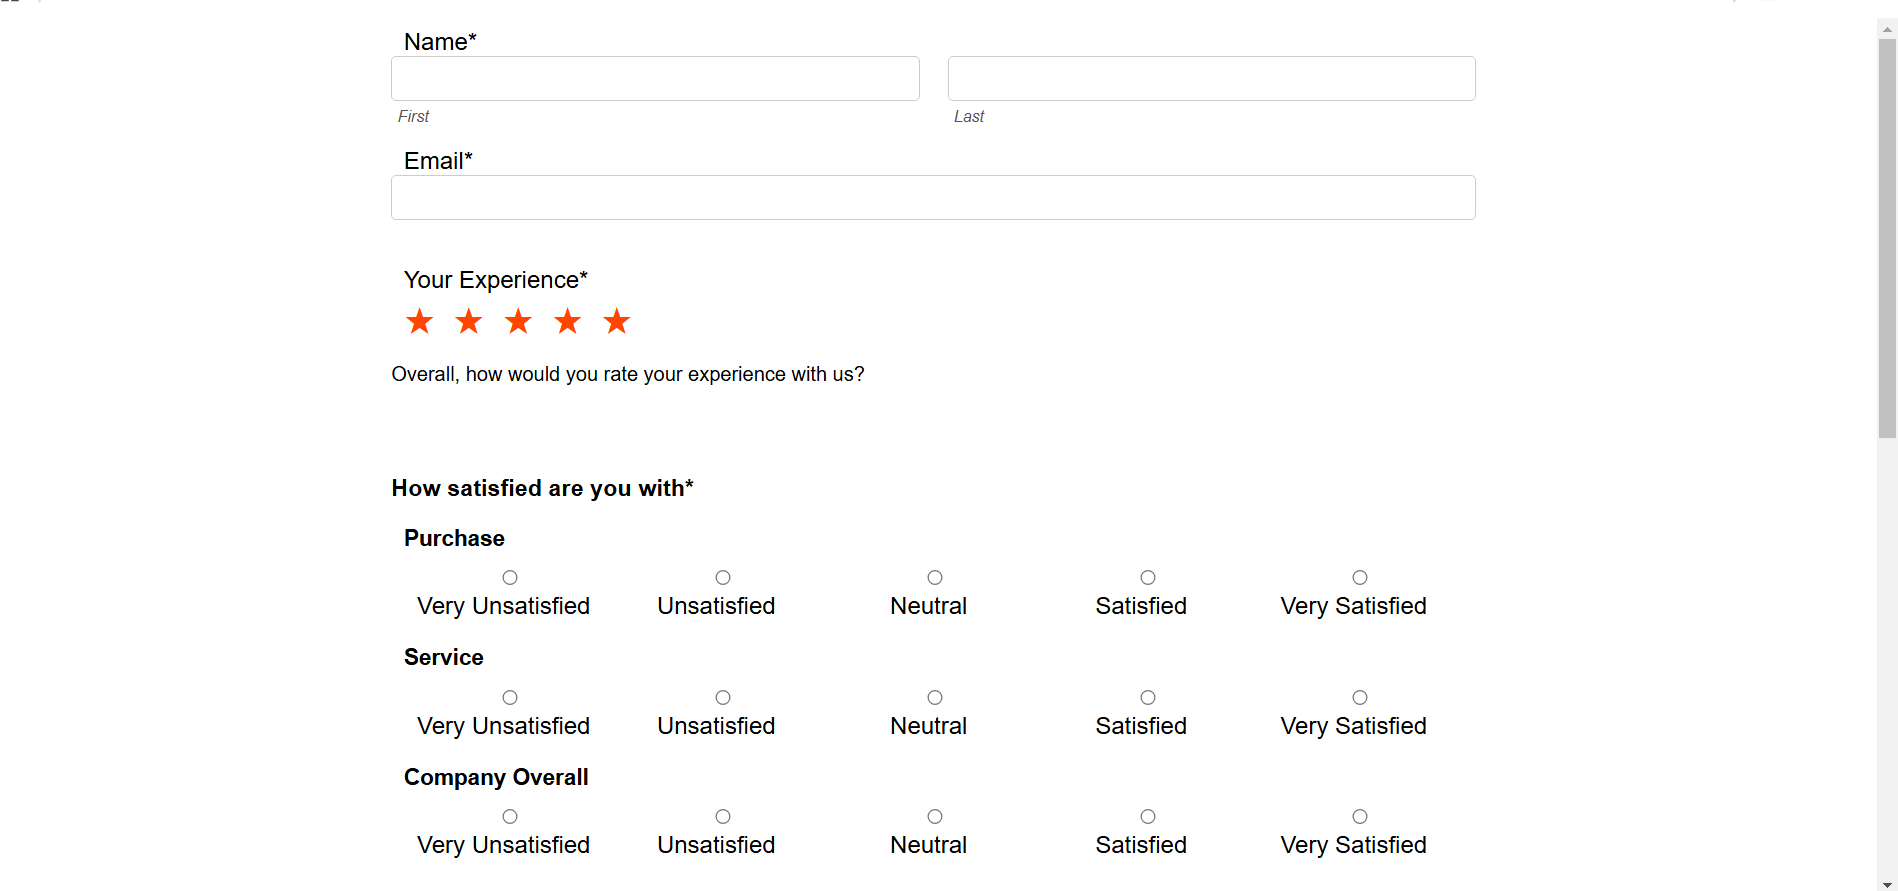 Name*
First Last
Email*
Your Experience*
Overall, how would you rate your experience with us?
How satisfied are you with*
Purchase
Very Unsatisfied Unsatisfied Neutral Satisfied Very Satisfied
Service
Very Unsatisfied Unsatisfied Neutral Satisfied Very Satisfied
Company Overall
Very Unsatisfied Unsatisfied Neutral Satisfied Very Satisfied